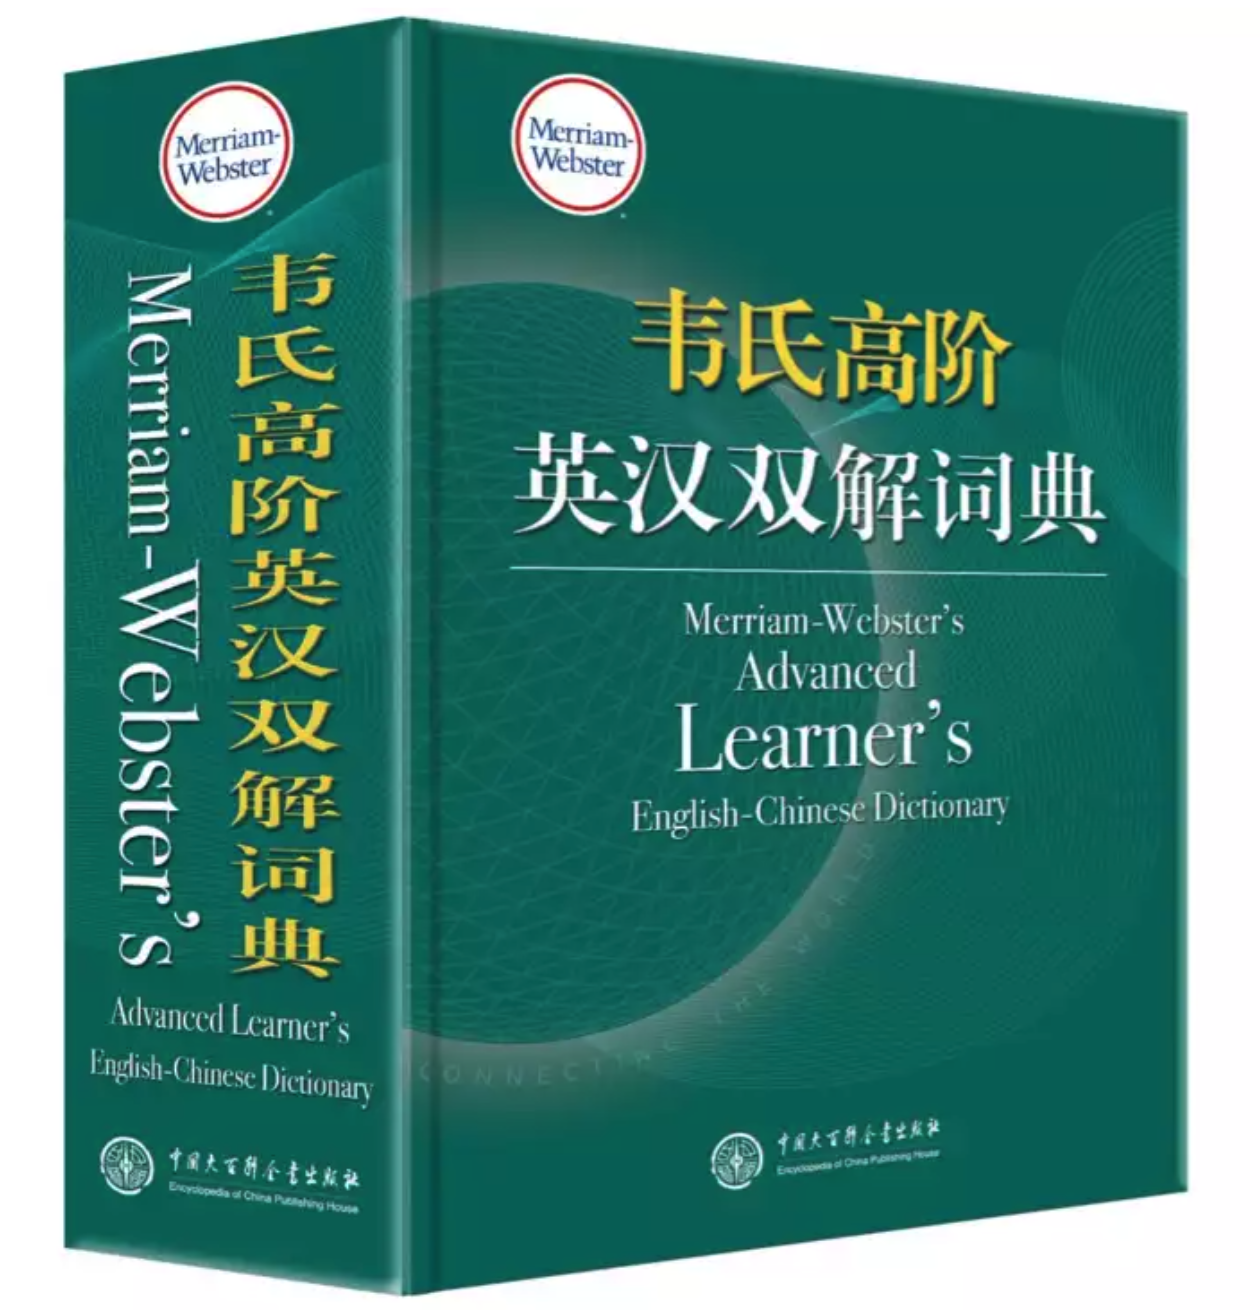 Merriam-
Webster
韦氏高阶英汉双解词典
Merriam-Webster's
Advanced Learner's
English-Chinese Dictionary
中国大百科全书出版社
Encyclopedia of China Publishing House
Merriam-
Webster
韦氏高阶
英汉双解词典
Merriam-Webster's
Advanced
Learner's
English-Chinese Dictionary
CONNECTING THE WORLD
中国大百科全书出版社
Encyclopedia of China Publishing House